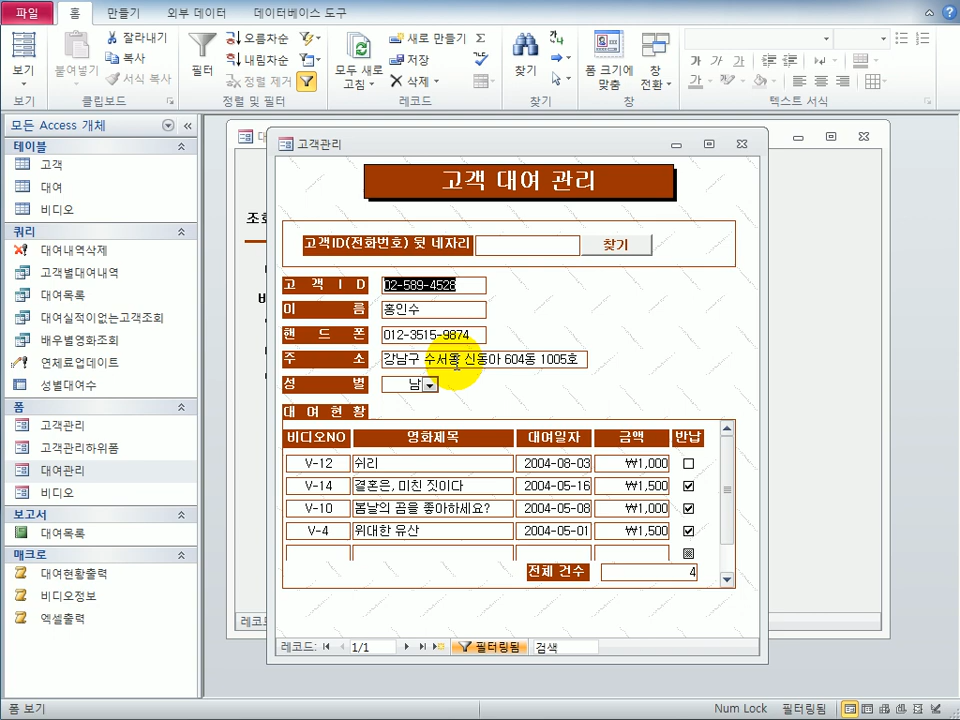 파일 홈 만들기 외부 데이터 데이터베이스 도구
보기
보기
붙여넣기
잘라내기
복사
서식 복사
클립보드
필터
오름차순
내림차순
정렬 제거
정렬 및 필터
모두 새로 고침
새로 만들기
저장
삭제
레코드
찾기
찾기
폼 크기에 맞춤
창 전환
창
가 가 가
가
텍스트 서식
모든 Access 개체
테이블
고객
대여
비디오
쿼리
대여내역삭제
고객별대여내역
대여목록
대여실적이없는고객조회
배우별영화조회
연체료업데이트
성별대여수
폼
고객관리
고객관리하위폼
대여관리
비디오
보고서
대여목록
매크로
대여현황출력
비디오정보
엑셀출력
고객관리
고객 대여 관리
고객ID(전화번호) 뒷 네자리 찾기
고 객 I D 02-589-4528
이 름 홍인수
핸 드 폰 012-3515-9874
주 소 강남구 수서동 신동아 604동 1005호
성 별 남
대 여 현 황
비디오NO 영화제목 대여일자 금액 반납
V-12 쉬리 2004-08-03 ₩1,000
V-14 결혼은, 미친 짓이다 2004-05-16 ₩1,500
V-10 봄날의 곰을 좋아하세요? 2004-05-08 ₩1,000
V-4 위대한 유산 2004-05-01 ₩1,500
전체 건수 4
레코드: 1/1 필터링됨 검색
폼 보기 Num Lock 필터링됨